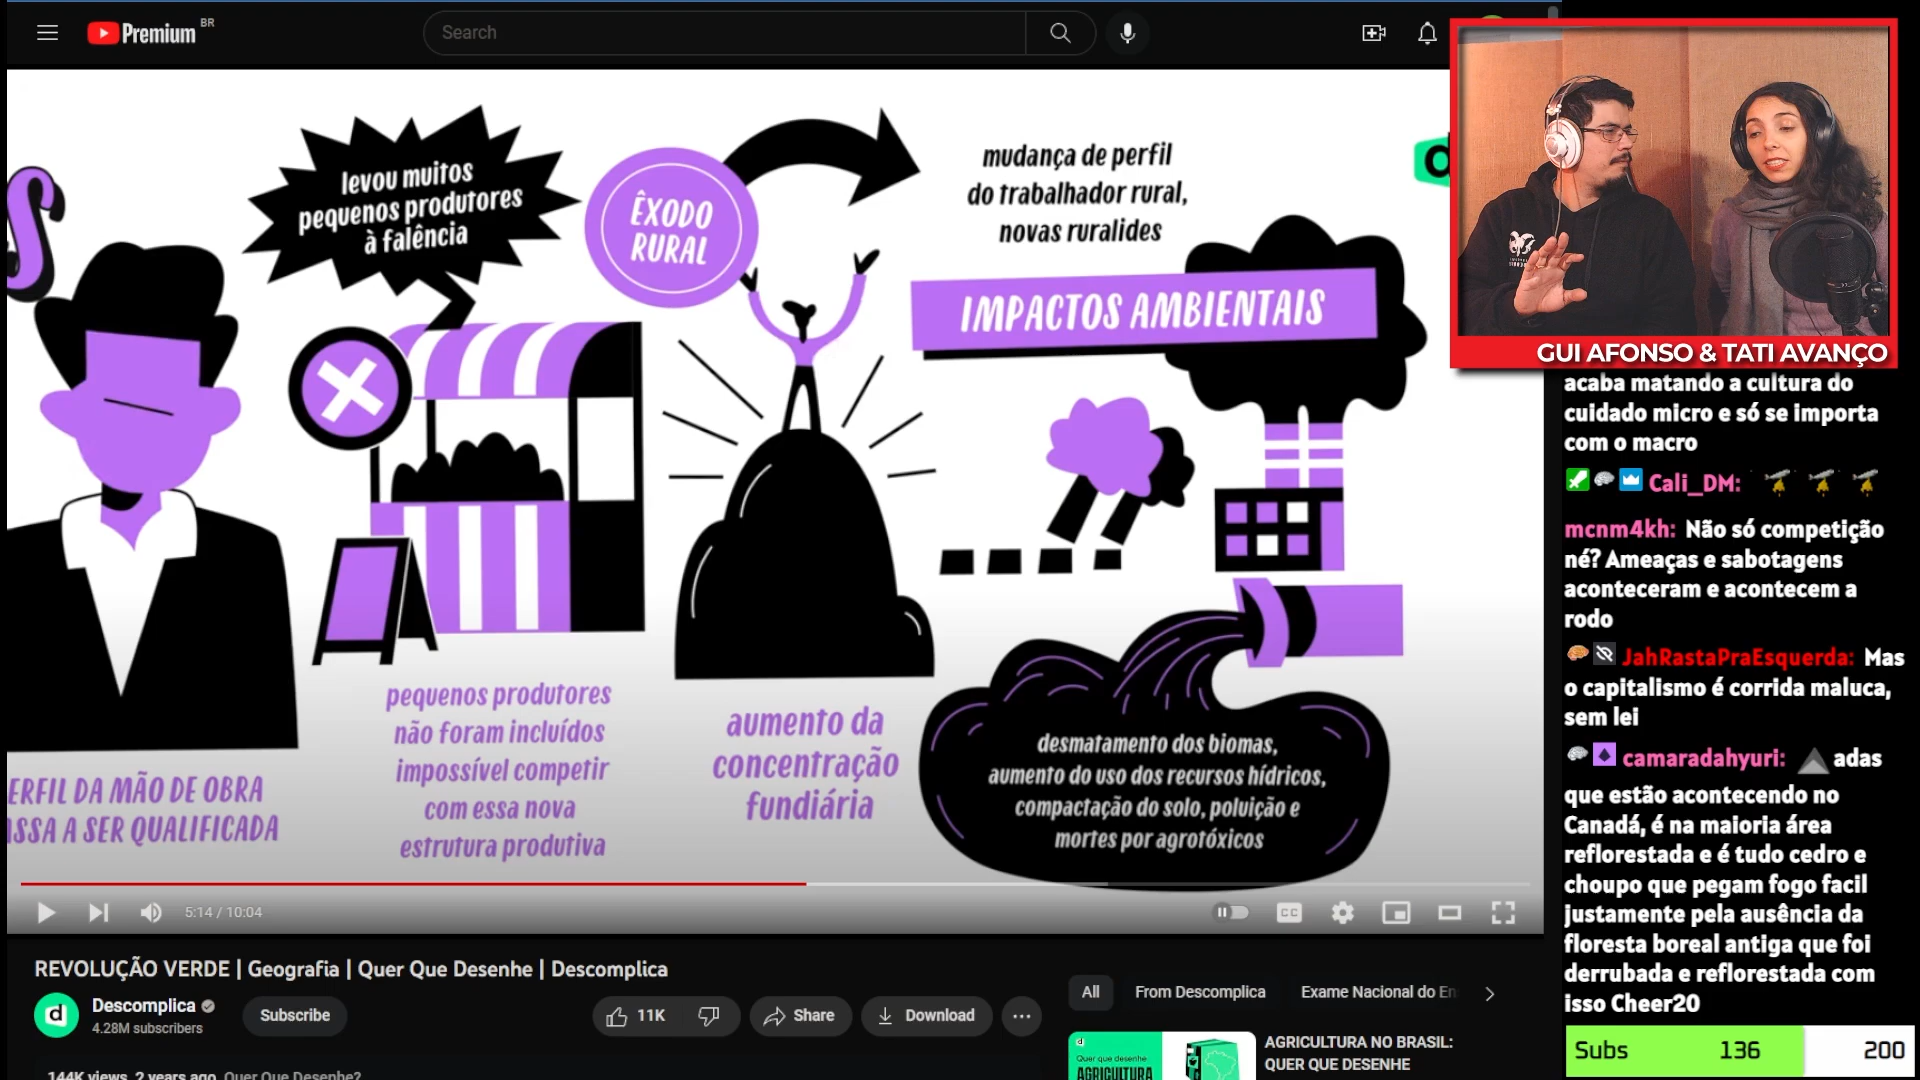 Premium BR
Search
levou muitos
pequenos produtores
à falência
ÊXODO
RURAL
mudança de perfil
do trabalhador rural,
novas ruralides
IMPACTOS AMBIENTAIS
ERFIL DA MÃO DE OBRA
ASSA A SER QUALIFICADA
pequenos produtores
não foram incluídos
impossível competir
com essa nova
estrutura produtiva
aumento da
concentração
fundiária
desmatamento dos biomas,
aumento do uso dos recursos hídricos,
compactação do solo, poluição e
mortes por agrotóxicos
5:14 / 10:04
CC
REVOLUÇÃO VERDE | Geografia | Quer Que Desenhe | Descomplica
d
Descomplica
4.28M subscribers
Subscribe
11K
Share
Download
144K views  2 years ago  Quer Que Desenhe?
All
From Descomplica
Exame Nacional do En
d
Quer que desenhe
AGRICULTURA
AGRICULTURA NO BRASIL:
QUER QUE DESENHE
GUI AFONSO & TATI AVANÇO
acaba matando a cultura do
cuidado micro e só se importa
com o macro
Cali_DM:
mcnm4kh: Não só competição
né? Ameaças e sabotagens
aconteceram e acontecem a
rodo
JahRastaPraEsquerda: Mas
o capitalismo é corrida maluca,
sem lei
camaradahyuri: adas
que estão acontecendo no
Canadá, é na maioria área
reflorestada e é tudo cedro e
choupo que pegam fogo facil
justamente pela ausência da
floresta boreal antiga que foi
derrubada e reflorestada com
isso Cheer20
Subs 136 200